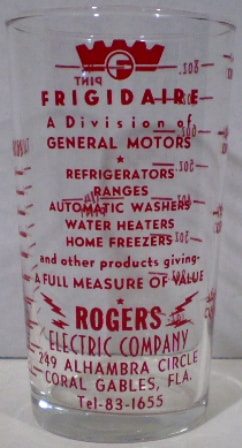 FRIGIDAIRE
A Division of
GENERAL MOTORS
REFRIGERATORS
RANGES
AUTOMATIC WASHERS
WATER HEATERS
HOME FREEZERS
and other products giving-
A FULL MEASURE OF VALUE
ROGERS
ELECTRIC COMPANY
249 ALHAMBRA CIRCLE
CORAL GABLES, FLA.
Tel-83-1655